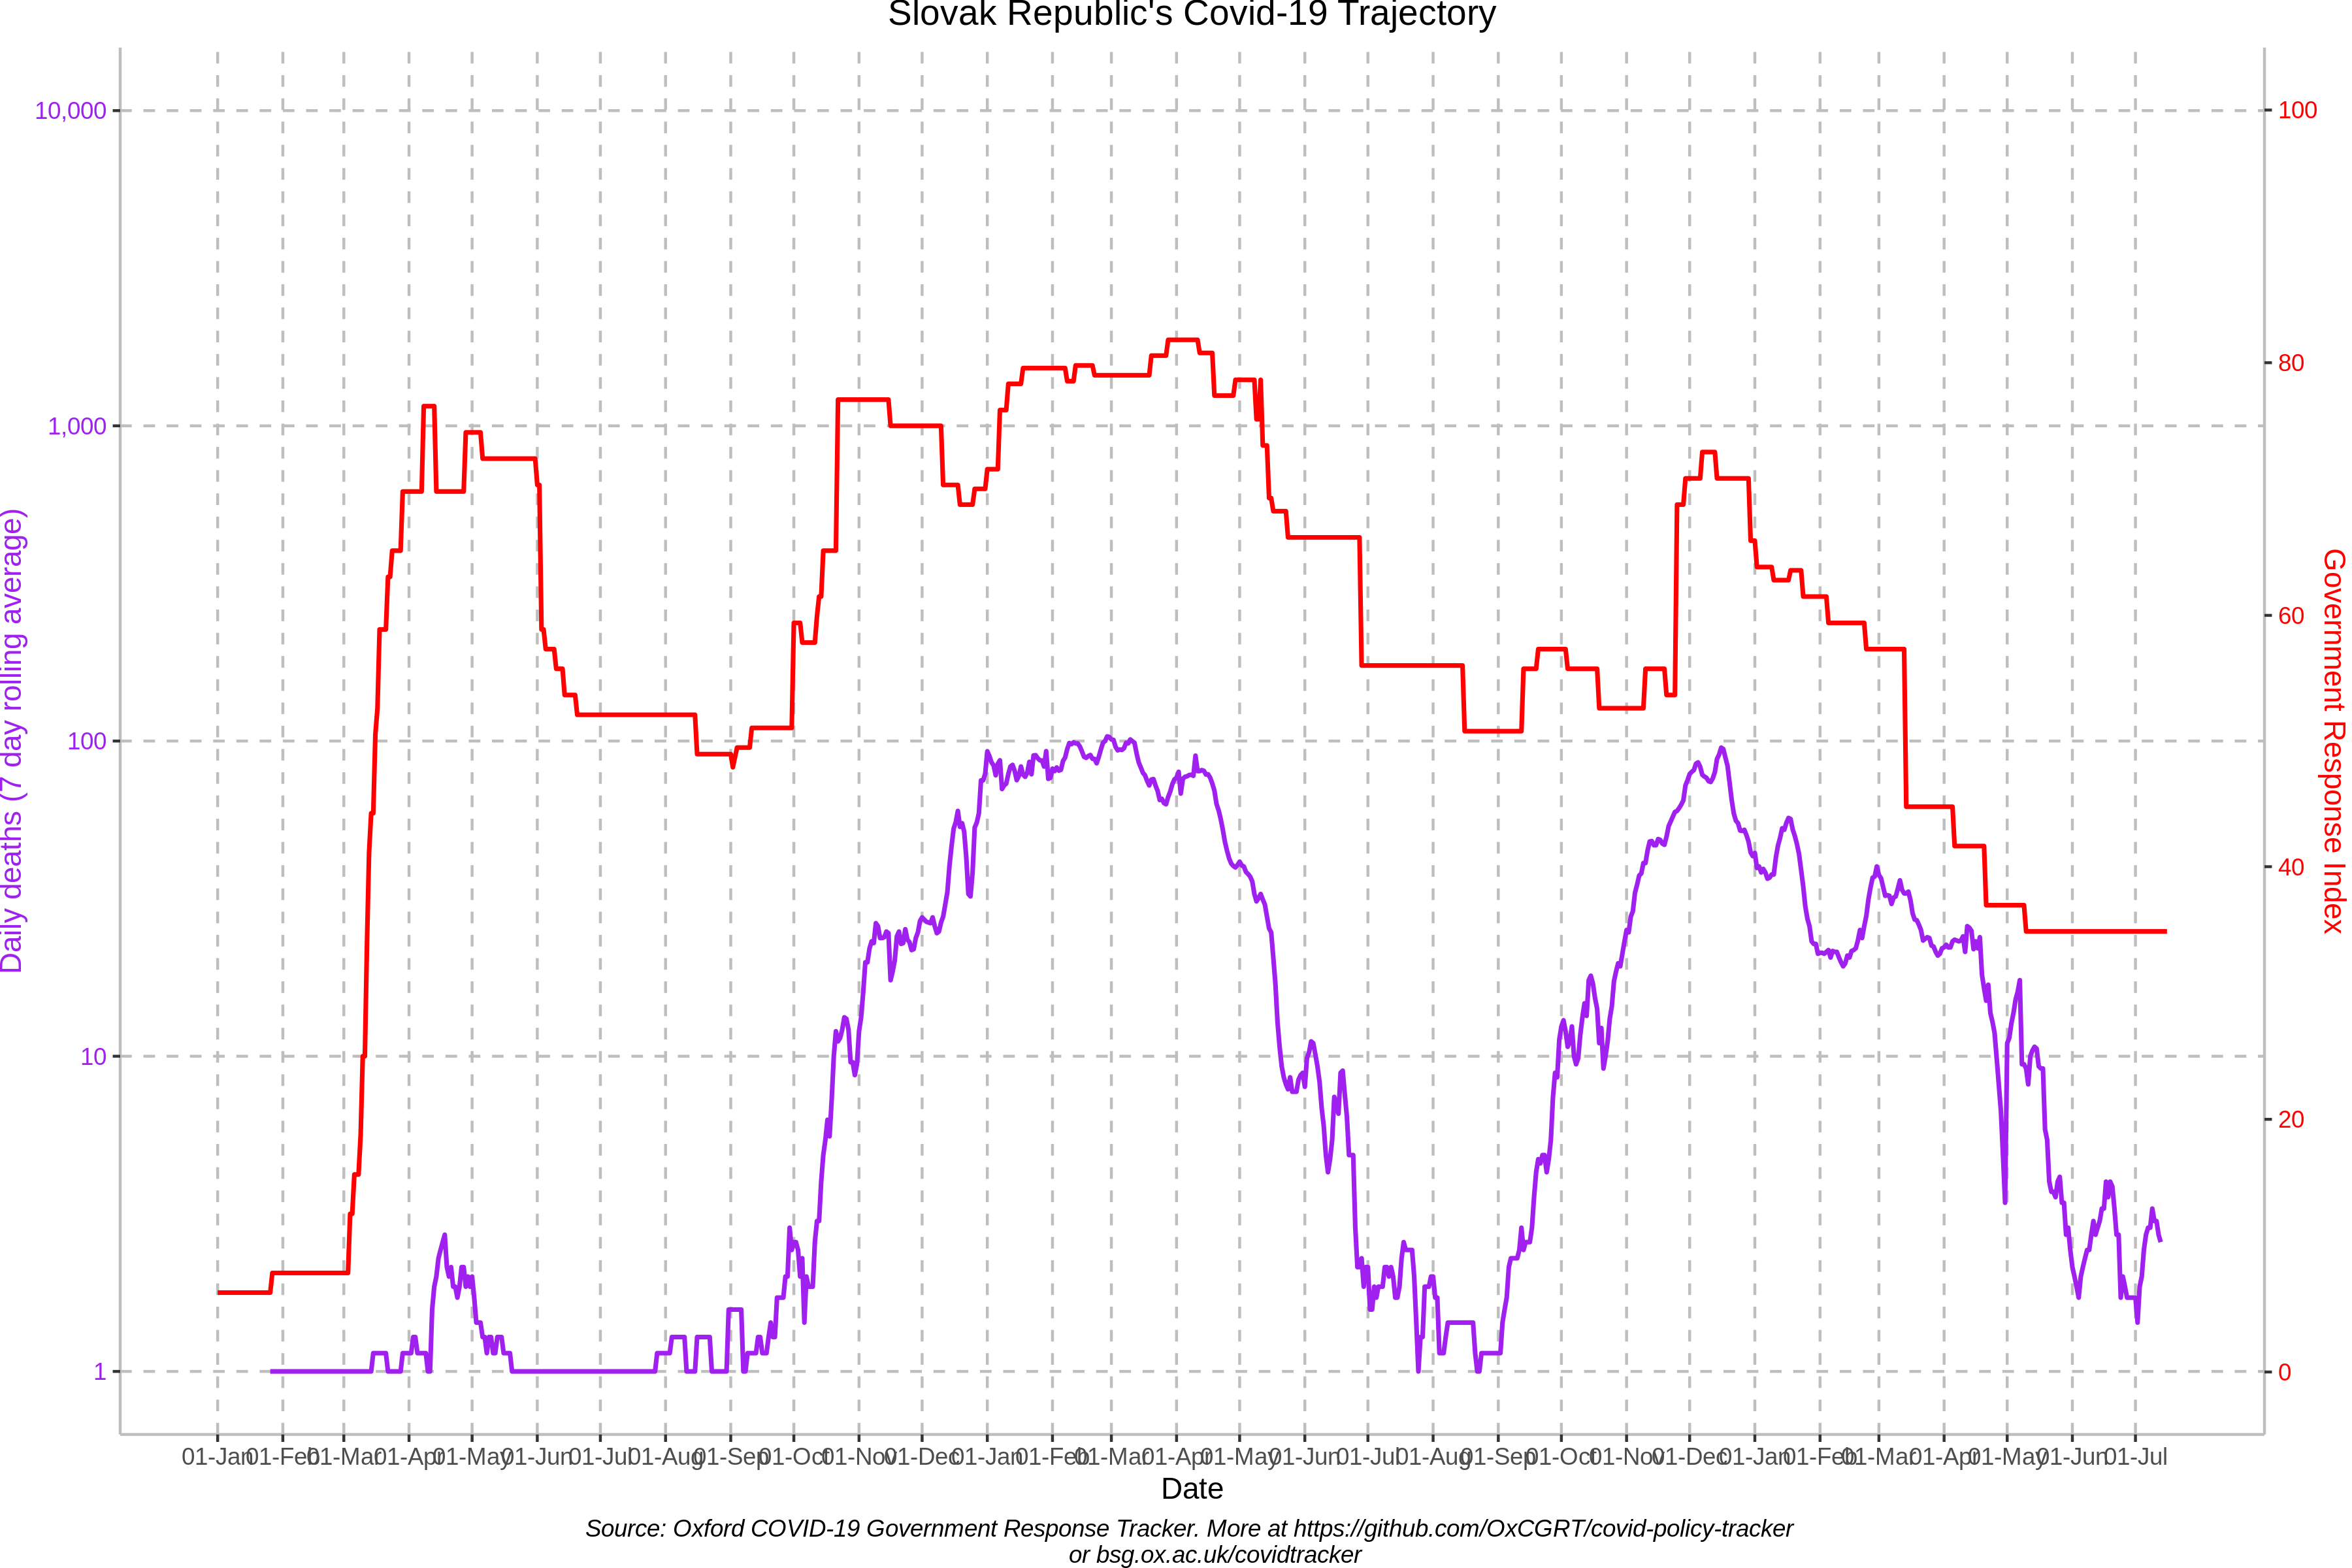 Slovak Republic's Covid-19 Trajectory
10,000
1,000
100
10
1
Daily deaths (7 day rolling average)
100
80
60
40
20
0
Government Response Index
01-Jan 01-Feb 01-Mar 01-Apr 01-May 01-Jun 01-Jul 01-Aug 01-Sep 01-Oct 01-Nov 01-Dec 01-Jan 01-Feb 01-Mar 01-Apr 01-May 01-Jun 01-Jul 01-Aug 01-Sep 01-Oct 01-Nov 01-Dec 01-Jan 01-Feb 01-Mar 01-Apr 01-May 01-Jun 01-Jul
Date
Source: Oxford COVID-19 Government Response Tracker. More at https://github.com/OxCGRT/covid-policy-tracker
or bsg.ox.ac.uk/covidtracker